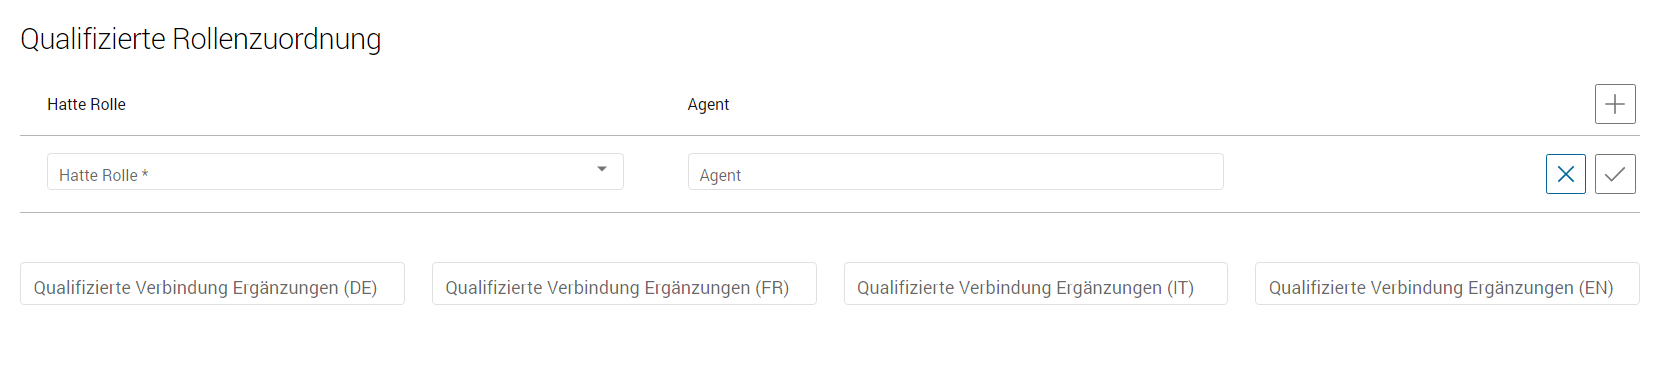 Qualifizierte Rollenzuordnung
Hatte Rolle Agent
Hatte Rolle * Agent
Qualifizierte Verbindung Ergänzungen (DE) Qualifizierte Verbindung Ergänzungen (FR) Qualifizierte Verbindung Ergänzungen (IT) Qualifizierte Verbindung Ergänzungen (EN)